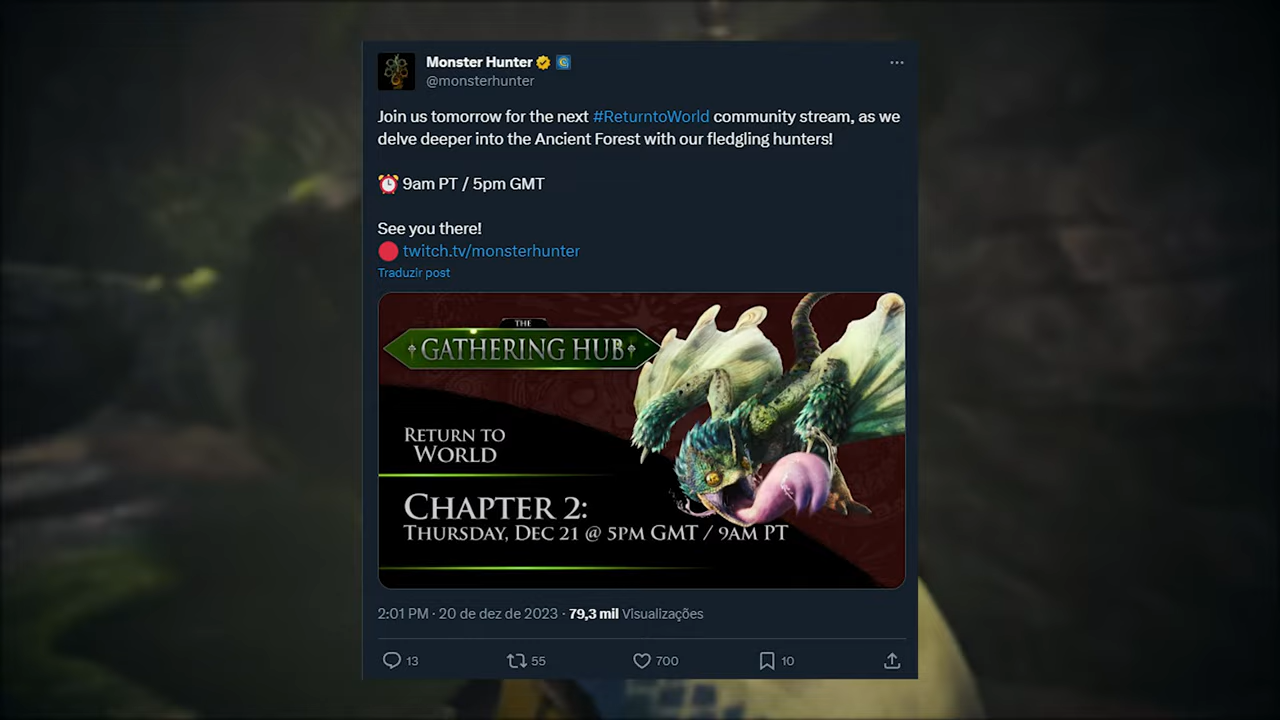 Monster Hunter
@monsterhunter
Join us tomorrow for the next #ReturntoWorld community stream, as we
delve deeper into the Ancient Forest with our fledgling hunters!
⏰ 9am PT / 5pm GMT
See you there!
🔴 twitch.tv/monsterhunter
Traduzir post
THE
GATHERING HUB
RETURN TO
WORLD
CHAPTER 2:
THURSDAY, DEC 21 @ 5PM GMT / 9AM PT
2:01 PM · 20 de dez de 2023 · 79,3 mil Visualizações
13 55 700 10